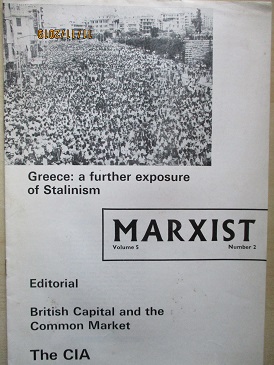 Greece: a further exposure
of Stalinism
MARXIST
Volume 5 Number 2
Editorial
British Capital and the
Common Market
The CIA